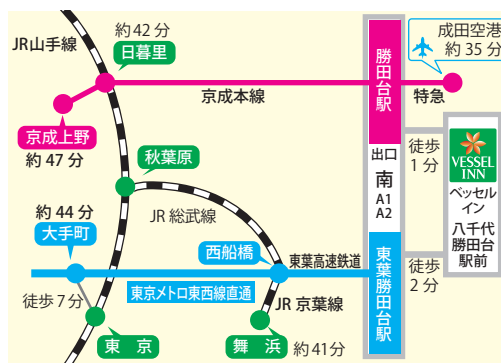 JR山手線
約42分
日暮里
成田空港
約35分
京成本線
特急
勝田台駅
京成上野
約47分
秋葉原
出口
南
A1
A2
徒歩
1分
VESSEL
INN
ベッセル
イン
八千代
勝田台
駅前
約44分
大手町
JR 総武線
西船橋
東葉高速鉄道
東葉勝田台駅
徒歩
2分
東京メトロ東西線直通
徒歩7分
JR 京葉線
東京
舞浜
約41分